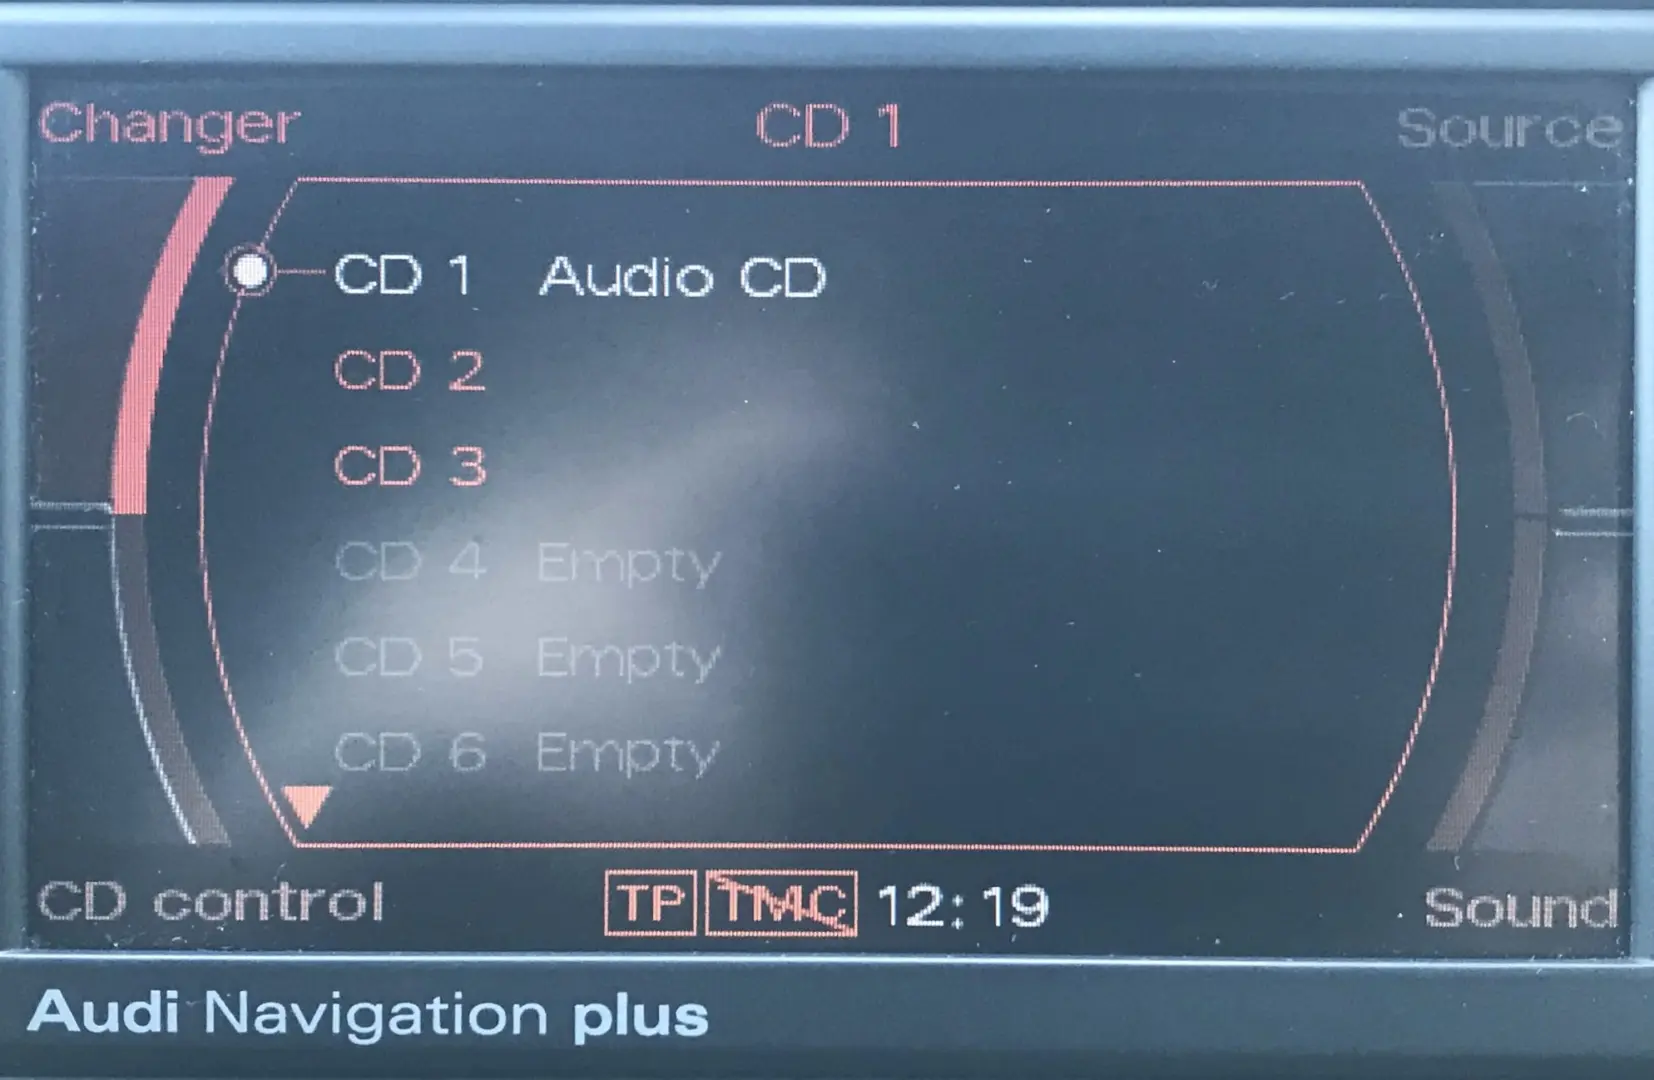 Changer CD 1 Source
CD 1 Audio CD
CD 2
CD 3
CD 4 Empty
CD 5 Empty
CD 6 Empty
CD control TP TMC 12:19 Sound
Audi Navigation plus